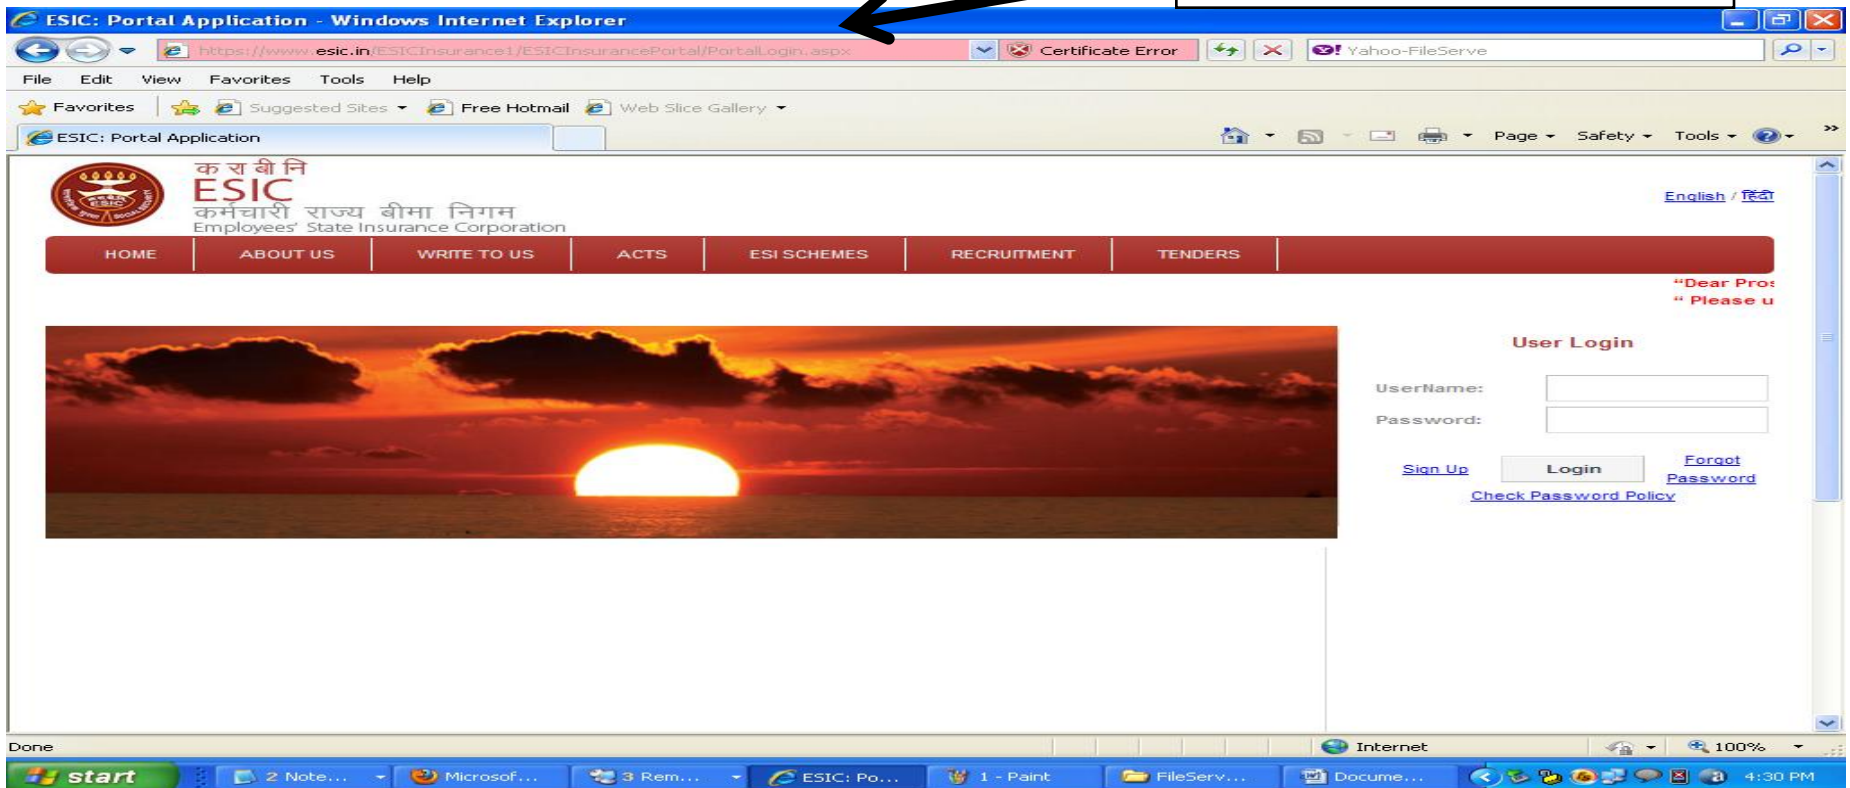 ESIC: Portal Application - Windows Internet Explorer
https://www.esic.in/ESICInsurance1/ESICInsurancePortal/PortalLogin.aspx Certificate Error Yahoo-FileServe
File Edit View Favorites Tools Help
Favorites Suggested Sites Free Hotmail Web Slice Gallery
ESIC: Portal Application Page Safety Tools
क रा बी नि
ESIC
कर्मचारी राज्य बीमा निगम
Employees' State Insurance Corporation
English / हिंदी
HOME ABOUT US WRITE TO US ACTS ESI SCHEMES RECRUITMENT TENDERS
"Dear Pros
" Please u
User Login
UserName:
Password:
Sign Up Login Forgot Password
Check Password Policy
Done Internet 100%
start 2 Note... Microsof... 3 Rem... ESIC: Po... 1 - Paint FileServ... Docume... 4:30 PM